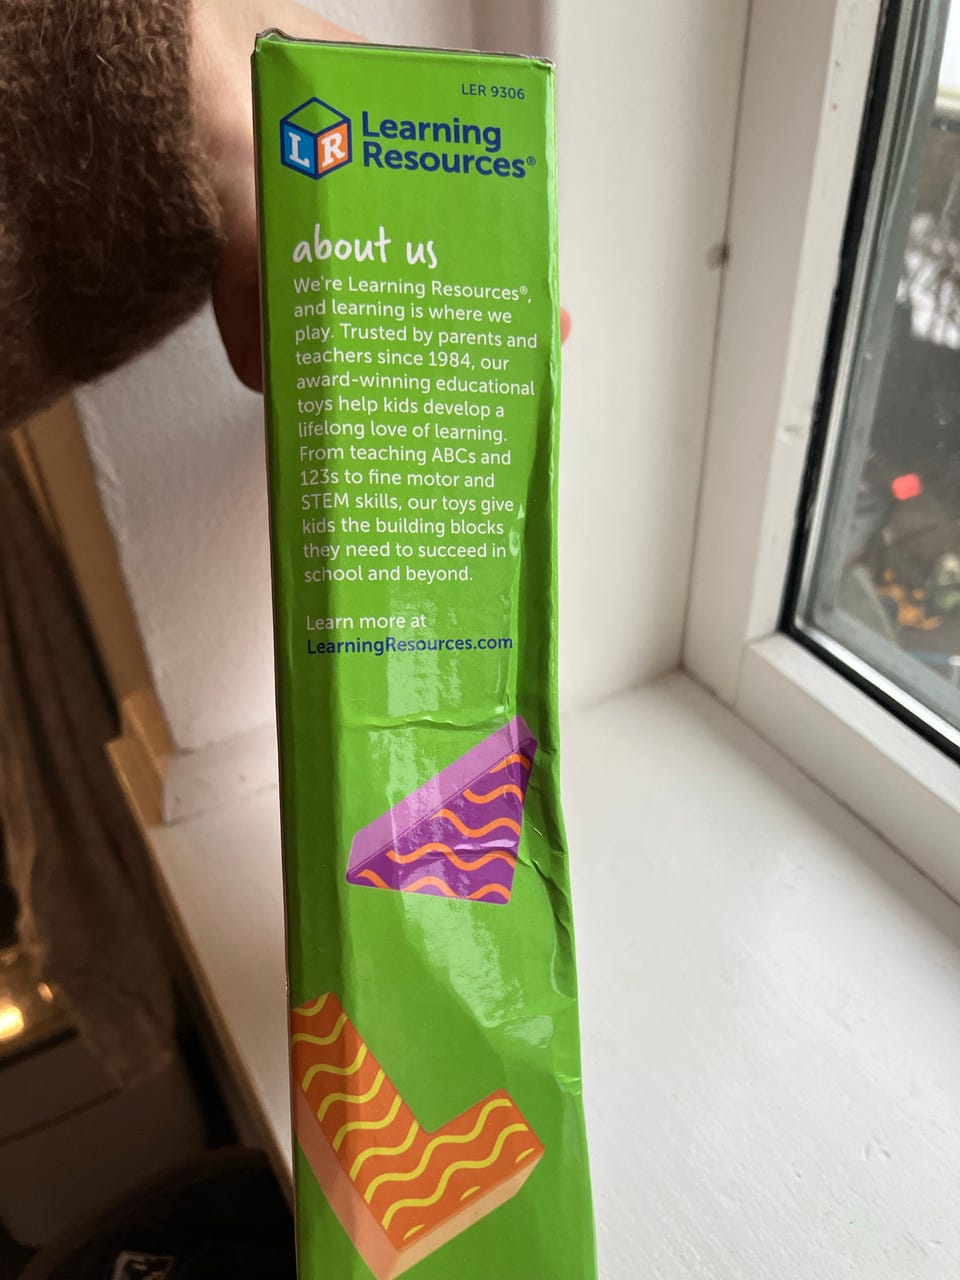 LER 9306
LR
Learning
Resources®
about us
We're Learning Resources®,
and learning is where we
play. Trusted by parents and
teachers since 1984, our
award-winning educational
toys help kids develop a
lifelong love of learning.
From teaching ABCs and
123s to fine motor and
STEM skills, our toys give
kids the building blocks
they need to succeed in
school and beyond.
Learn more at
LearningResources.com